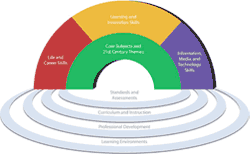 Learning and
Innovation Skills
Core Subjects and
21st Century Themes
Life and
Career Skills
Information,
Media and
Technology
Skills
Standards and
Assessments
Curriculum and Instruction
Professional Development
Learning Environments